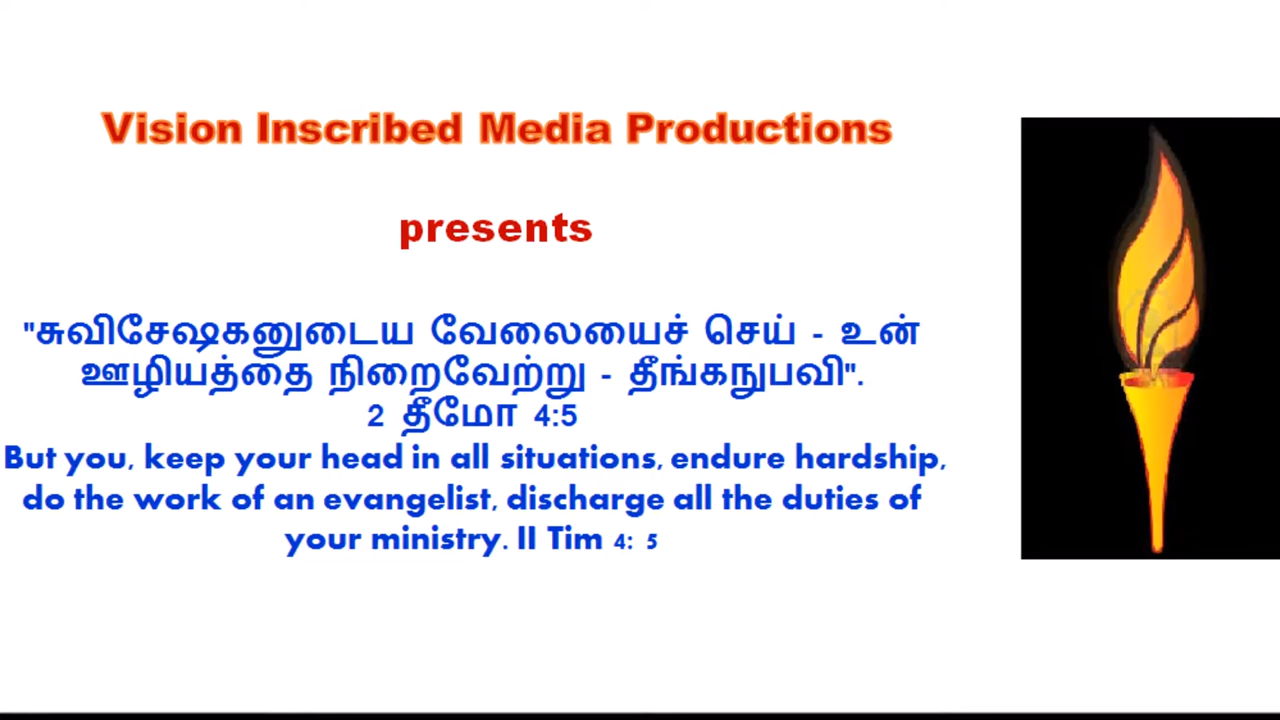 Vision Inscribed Media Productions
presents
"சுவிசேஷகனுடைய வேலையைச் செய் - உன்
ஊழியத்தை நிறைவேற்று - தீங்கநுபவி".
2 தீமோ 4:5
But you, keep your head in all situations, endure hardship,
do the work of an evangelist, discharge all the duties of
your ministry. II Tim 4: 5